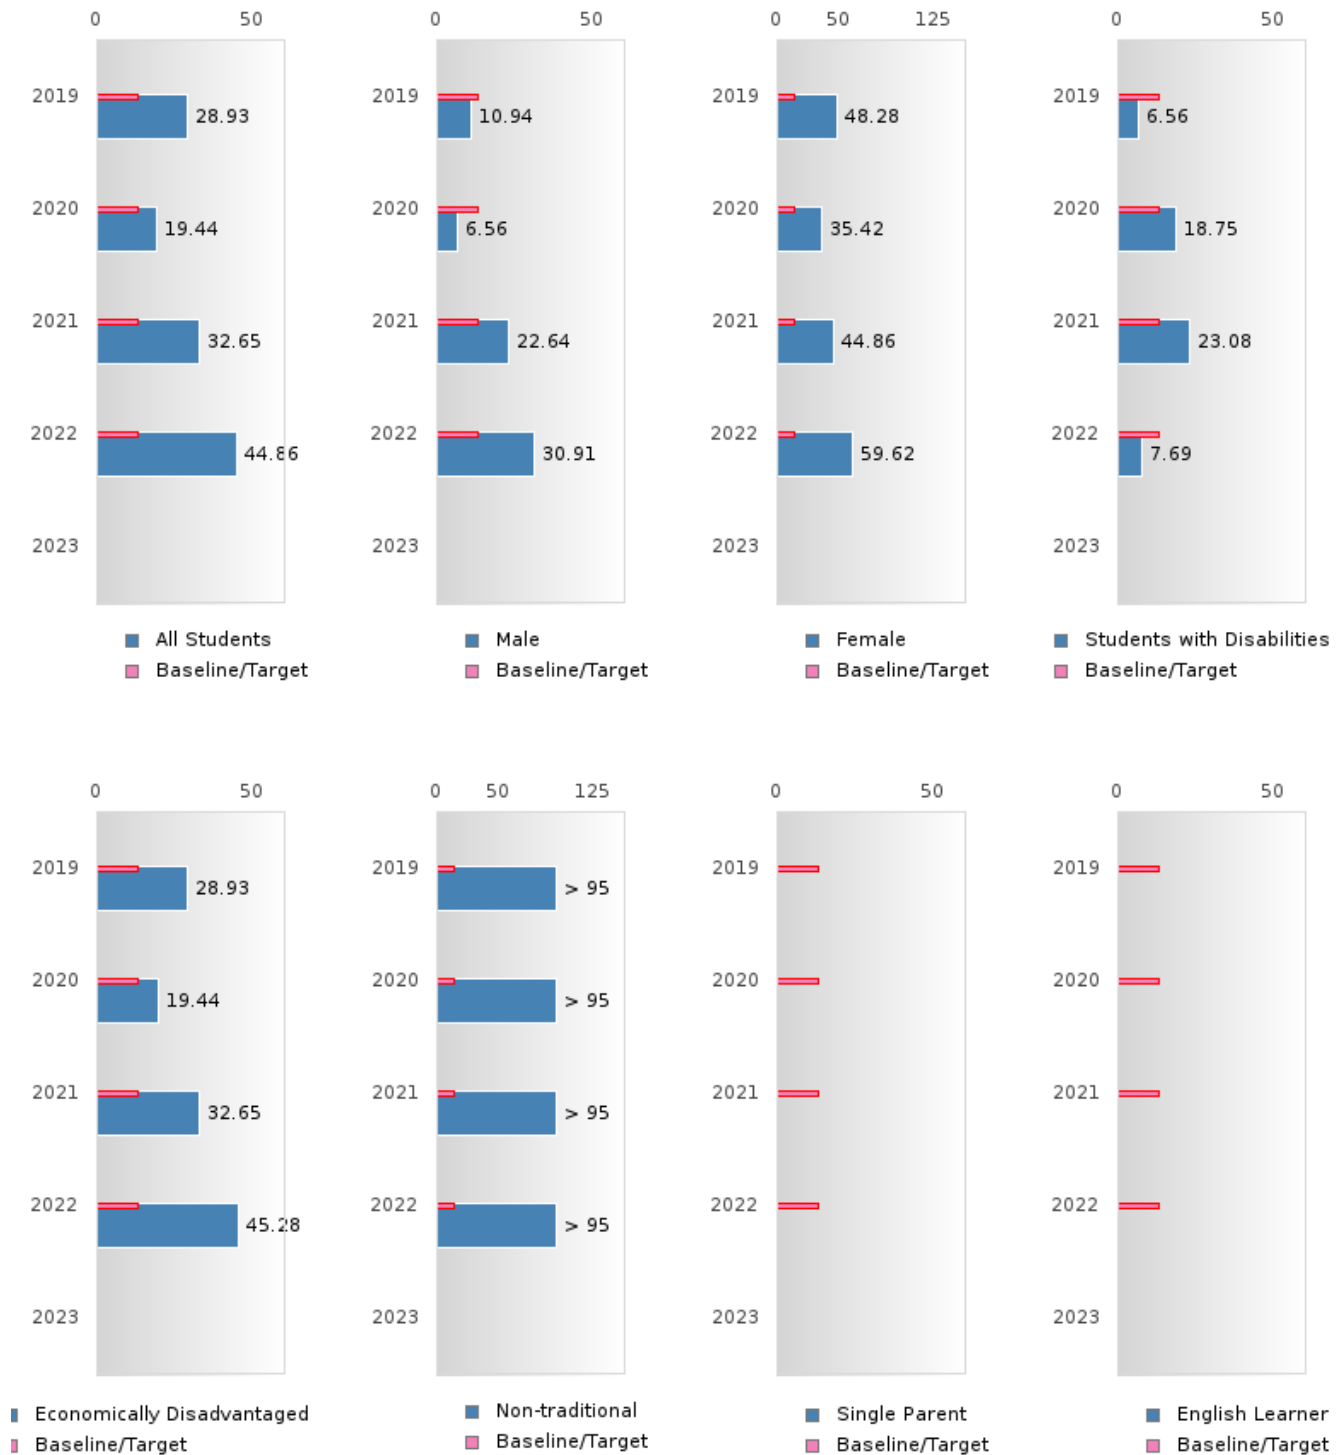 0 50
2019 28.93
2020 19.44
2021 32.65
2022 44.86
2023
All Students
Baseline/Target
0 50
2019 10.94
2020 6.56
2021 22.64
2022 30.91
2023
Male
Baseline/Target
0 50 125
2019 48.28
2020 35.42
2021 44.86
2022 59.62
2023
Female
Baseline/Target
0 50
2019 6.56
2020 18.75
2021 23.08
2022 7.69
2023
Students with Disabilities
Baseline/Target
0 50
2019 28.93
2020 19.44
2021 32.65
2022 45.28
2023
Economically Disadvantaged
Baseline/Target
0 50 125
2019 > 95
2020 > 95
2021 > 95
2022 > 95
2023
Non-traditional
Baseline/Target
0 50
2019
2020
2021
2022
2023
Single Parent
Baseline/Target
0 50
2019
2020
2021
2022
2023
English Learner
Baseline/Target